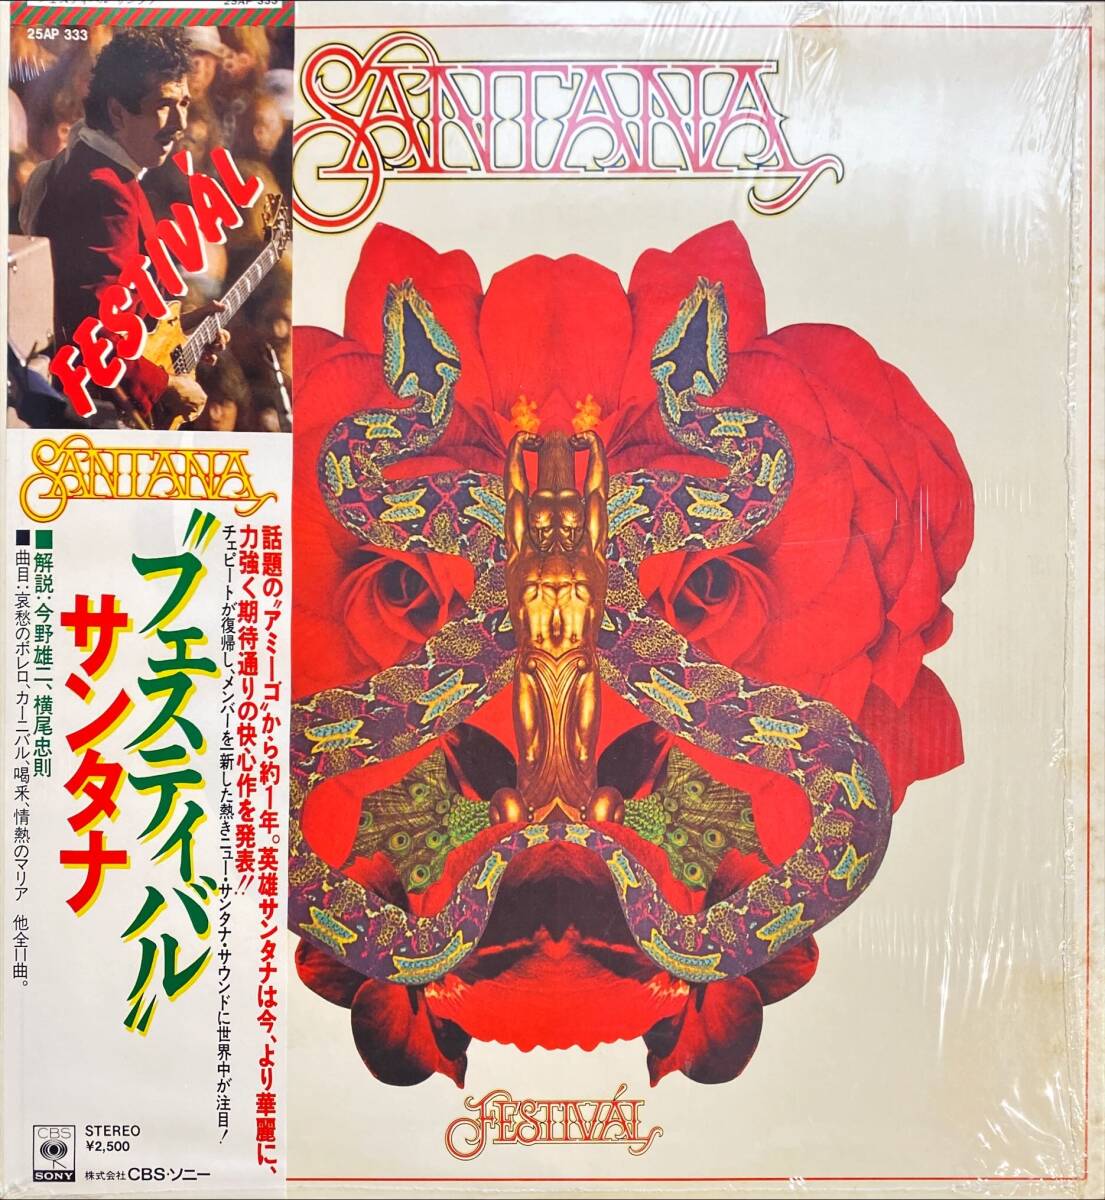 25AP 333
25AP 333
FESTIVÁL
SANTANA
SANTANA
話題の“アミーゴ”から約1年。英雄サンタナは今、より華麗に、
力強く期待通りの快心作を発表!!
チェピートが復帰し、メンバーを一新した熱きニュー・サンタナ・サウンドに世界中が注目!
“フェスティバル”
サンタナ
■解説:今野雄二、横尾忠則
■曲目:哀愁のボレロ、カーニバル、喝采、情熱のマリア 他全11曲。
FESTIVÁL
CBS
SONY
STEREO
¥2,500
株式会社 CBS・ソニー